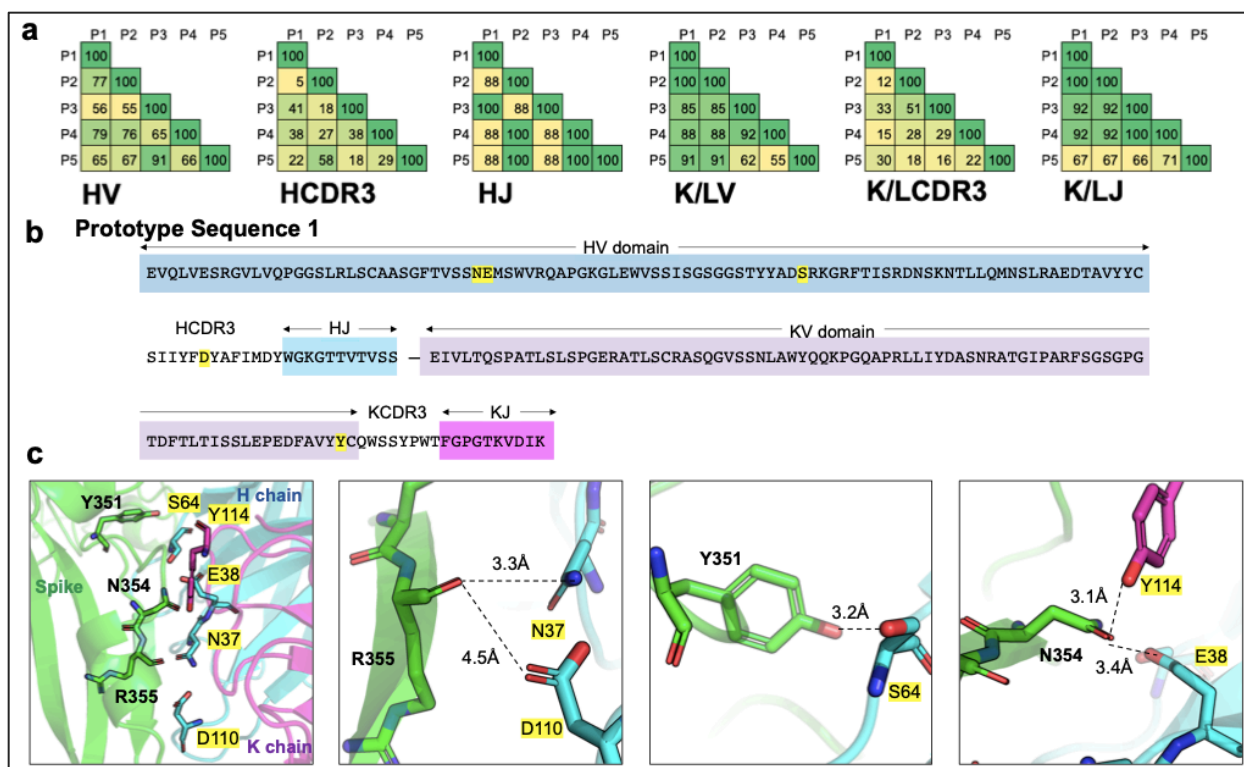 a
P1 P2 P3 P4 P5 P1 P2 P3 P4 P5 P1 P2 P3 P4 P5 P1 P2 P3 P4 P5 P1 P2 P3 P4 P5 P1 P2 P3 P4 P5
P1 100 P1 100 P1 100 P1 100 P1 100 P1 100
P2 77 100 P2 5 100 P2 88 100 P2 100 100 P2 12 100 P2 100 100
P3 56 55 100 P3 41 18 100 P3 100 88 100 P3 85 85 100 P3 33 51 100 P3 92 92 100
P4 79 76 65 100 P4 38 27 38 100 P4 88 100 88 100 P4 88 88 92 100 P4 15 28 29 100 P4 92 92 100 100
P5 65 67 91 66 100 P5 22 58 18 29 100 P5 88 100 88 100 100 P5 91 91 62 55 100 P5 30 18 16 22 100 P5 67 67 66 71 100
HV HCDR3 HJ K/LV K/LCDR3 K/LJ
b Prototype Sequence 1
HV domain
EVQLVESRGVLVQPGGSLRLSCAASGFTVSSNEMSWVRQAPGKGLEWVSSISGSGGSTYYADSRKGRFTISRDNSKNTLLQMNSLRAEDTAVYYC
HCDR3 HJ KV domain
SIIYFDYAFIMDYWGKGTTVTVSS — EIVLTQSPATLSLSPGERATLSCRASQGVSSNLAWYQQKPGQAPRLLIYDASNRATGIPARFSGSGPG
KCDR3 KJ
TDFTLTISSLEPEDFAVYYCQWSSYPWTFGPGTKVDIK
c
Y351 S64 H chain
Y114
Spike N354 E38
N37
R355
D110 K chain
3.3Å
N37
R355 4.5Å
D110
Y351
3.2Å
S64
Y114
3.1Å
N354 3.4Å E38